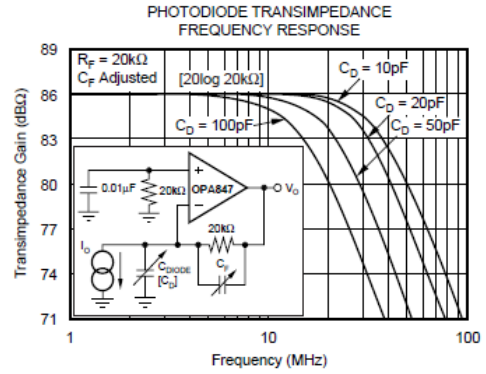 PHOTODIODE TRANSIMPEDANCE
FREQUENCY RESPONSE
Transimpedance Gain (dBΩ)
89
86
83
80
77
74
71
R_F = 20kΩ
C_F Adjusted
[20log 20kΩ]
C_D = 10pF
C_D = 20pF
C_D = 50pF
C_D = 100pF
+
OPA847
−
V_O
0.01µF
20kΩ
20kΩ
I_O
C_DIODE
[C_D]
C_F
1
10
100
Frequency (MHz)